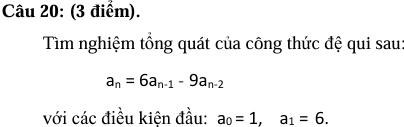 Câu 20: (3 điểm).
Tìm nghiệm tổng quát của công thức đệ qui sau:
aₙ = 6aₙ₋₁ - 9aₙ₋₂
với các điều kiện đầu: a₀ = 1, a₁ = 6.